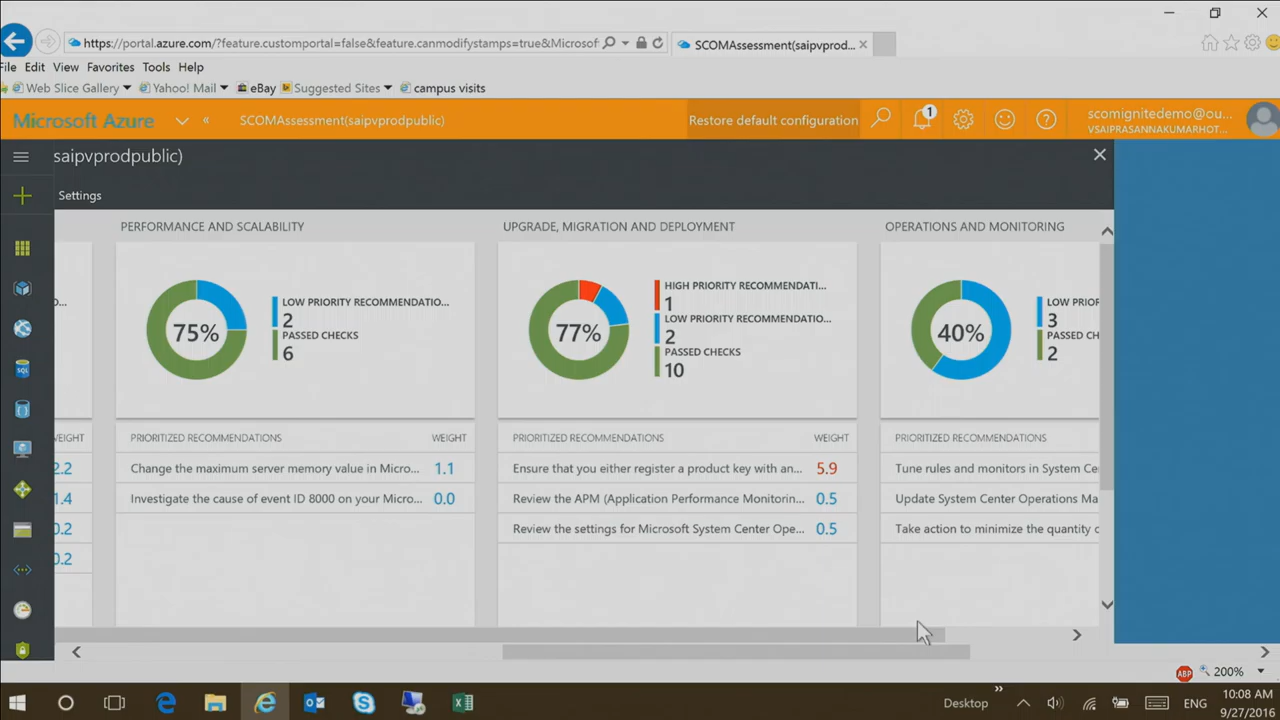 https://portal.azure.com/?feature.customportal=false&feature.canmodifystamps=true&Microsof
SCOMAssessment(saipvprod...
File Edit View Favorites Tools Help
Web Slice Gallery Yahoo! Mail eBay Suggested Sites campus visits
Microsoft Azure « SCOMAssessment(saipvprodpublic) Restore default configuration 1 scomignitedemo@ou...
VSAIPRASANNAKUMARHOT...
saipvprodpublic)
Settings
PERFORMANCE AND SCALABILITY
75%
LOW PRIORITY RECOMMENDATIO...
2
PASSED CHECKS
6
PRIORITIZED RECOMMENDATIONS WEIGHT
Change the maximum server memory value in Micro... 1.1
Investigate the cause of event ID 8000 on your Micro... 0.0
UPGRADE, MIGRATION AND DEPLOYMENT
77%
HIGH PRIORITY RECOMMENDATI...
1
LOW PRIORITY RECOMMENDATIO...
2
PASSED CHECKS
10
PRIORITIZED RECOMMENDATIONS WEIGHT
Ensure that you either register a product key with an... 5.9
Review the APM (Application Performance Monitorin... 0.5
Review the settings for Microsoft System Center Ope... 0.5
OPERATIONS AND MONITORING
40%
LOW PRIOR
3
PASSED CH
2
PRIORITIZED RECOMMENDATIONS
Tune rules and monitors in System Ce
Update System Center Operations Ma
Take action to minimize the quantity o
O...
WEIGHT
2.2
1.4
0.2
0.2
SQL
ABP 200%
Desktop ENG 10:08 AM
9/27/2016